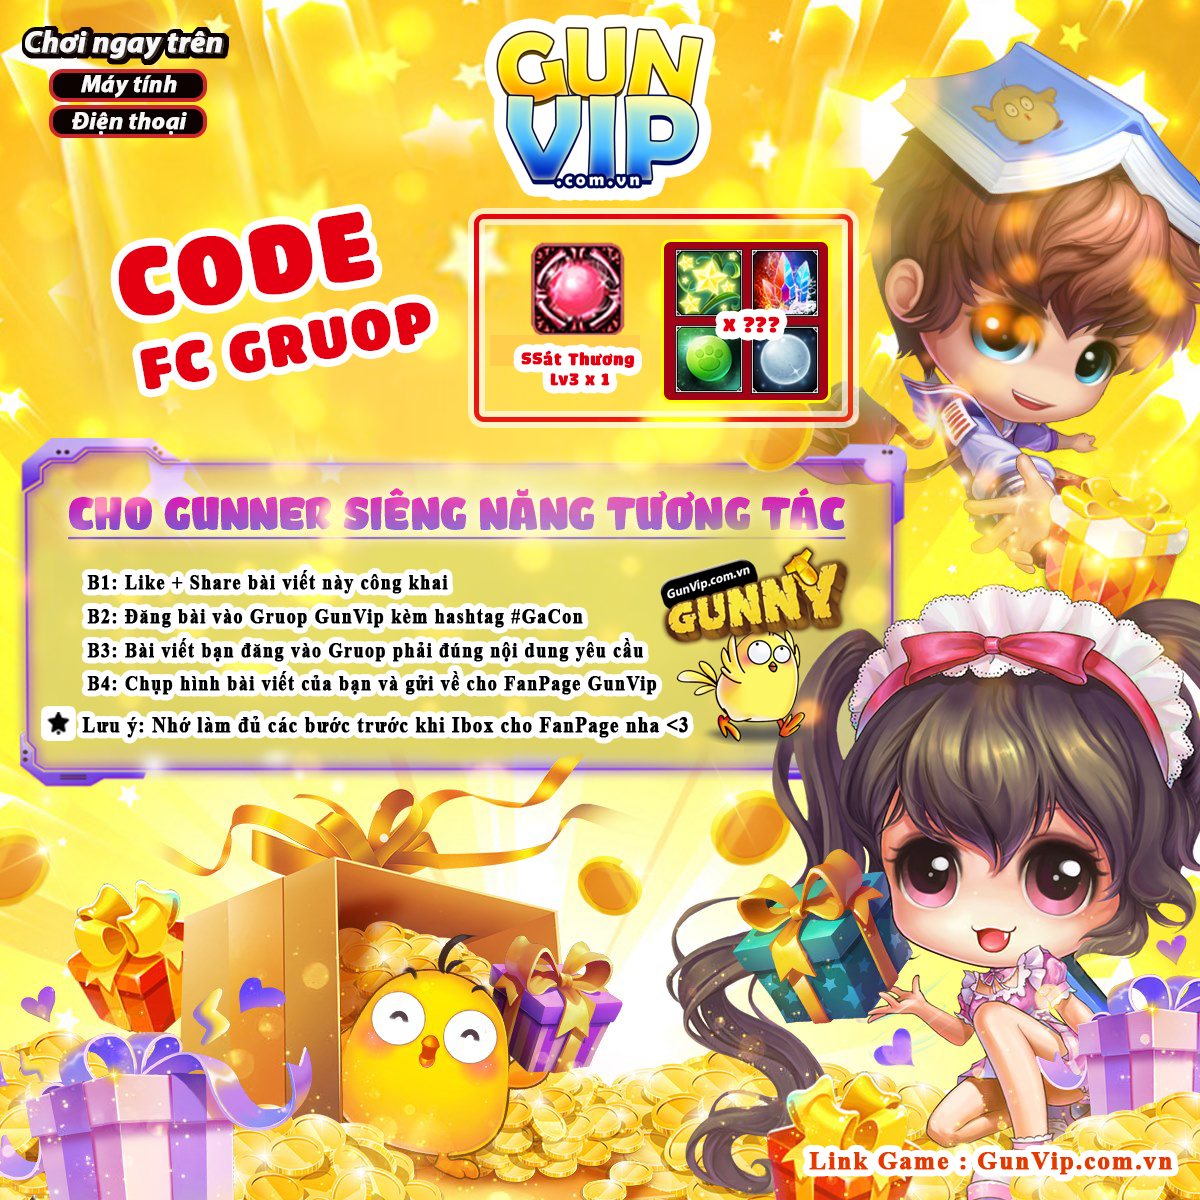 Chơi ngay trên
Máy tính
Điện thoại
GUN
VIP
.com.vn
CODE
FC GRUOP
SSát Thương
Lv3 x 1
x ???
CHO GUNNER SIÊNG NĂNG TƯƠNG TÁC
B1: Like + Share bài viết này công khai
B2: Đăng bài vào Gruop GunVip kèm hashtag #GaCon
B3: Bài viết bạn đăng vào Gruop phải đúng nội dung yêu cầu
B4: Chụp hình bài viết của bạn và gửi về cho FanPage GunVip
Lưu ý: Nhớ làm đủ các bước trước khi Ibox cho FanPage nha <3
GunVip.com.vn
GUNNY
Link Game : GunVip.com.vn